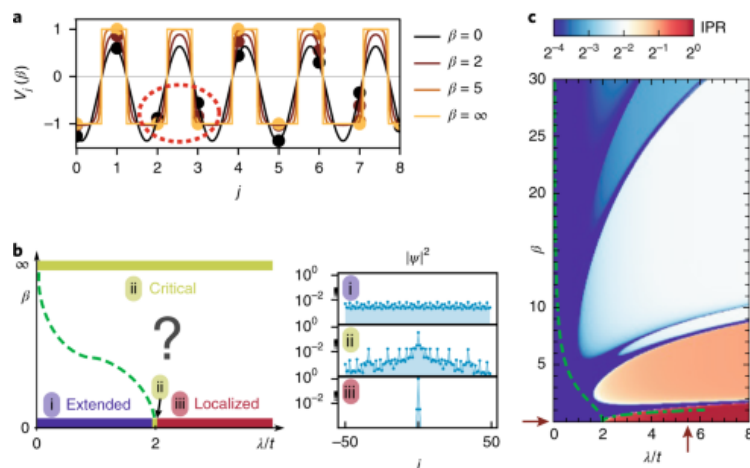 a
1
0
−1
V_j(β)
0 1 2 3 4 5 6 7 8
j
β = 0
β = 2
β = 5
β = ∞
b
∞
β
0
ii Critical
?
ii
i Extended
iii Localized
0 2 λ/t
|ψ|²
10⁰
10⁻²
10⁰
10⁻²
10⁰
10⁻²
i
ii
iii
−50 0 50
j
c
IPR
2⁻⁴ 2⁻³ 2⁻² 2⁻¹ 2⁰
30
20
β
10
5
0 2 4 6 8
λ/t